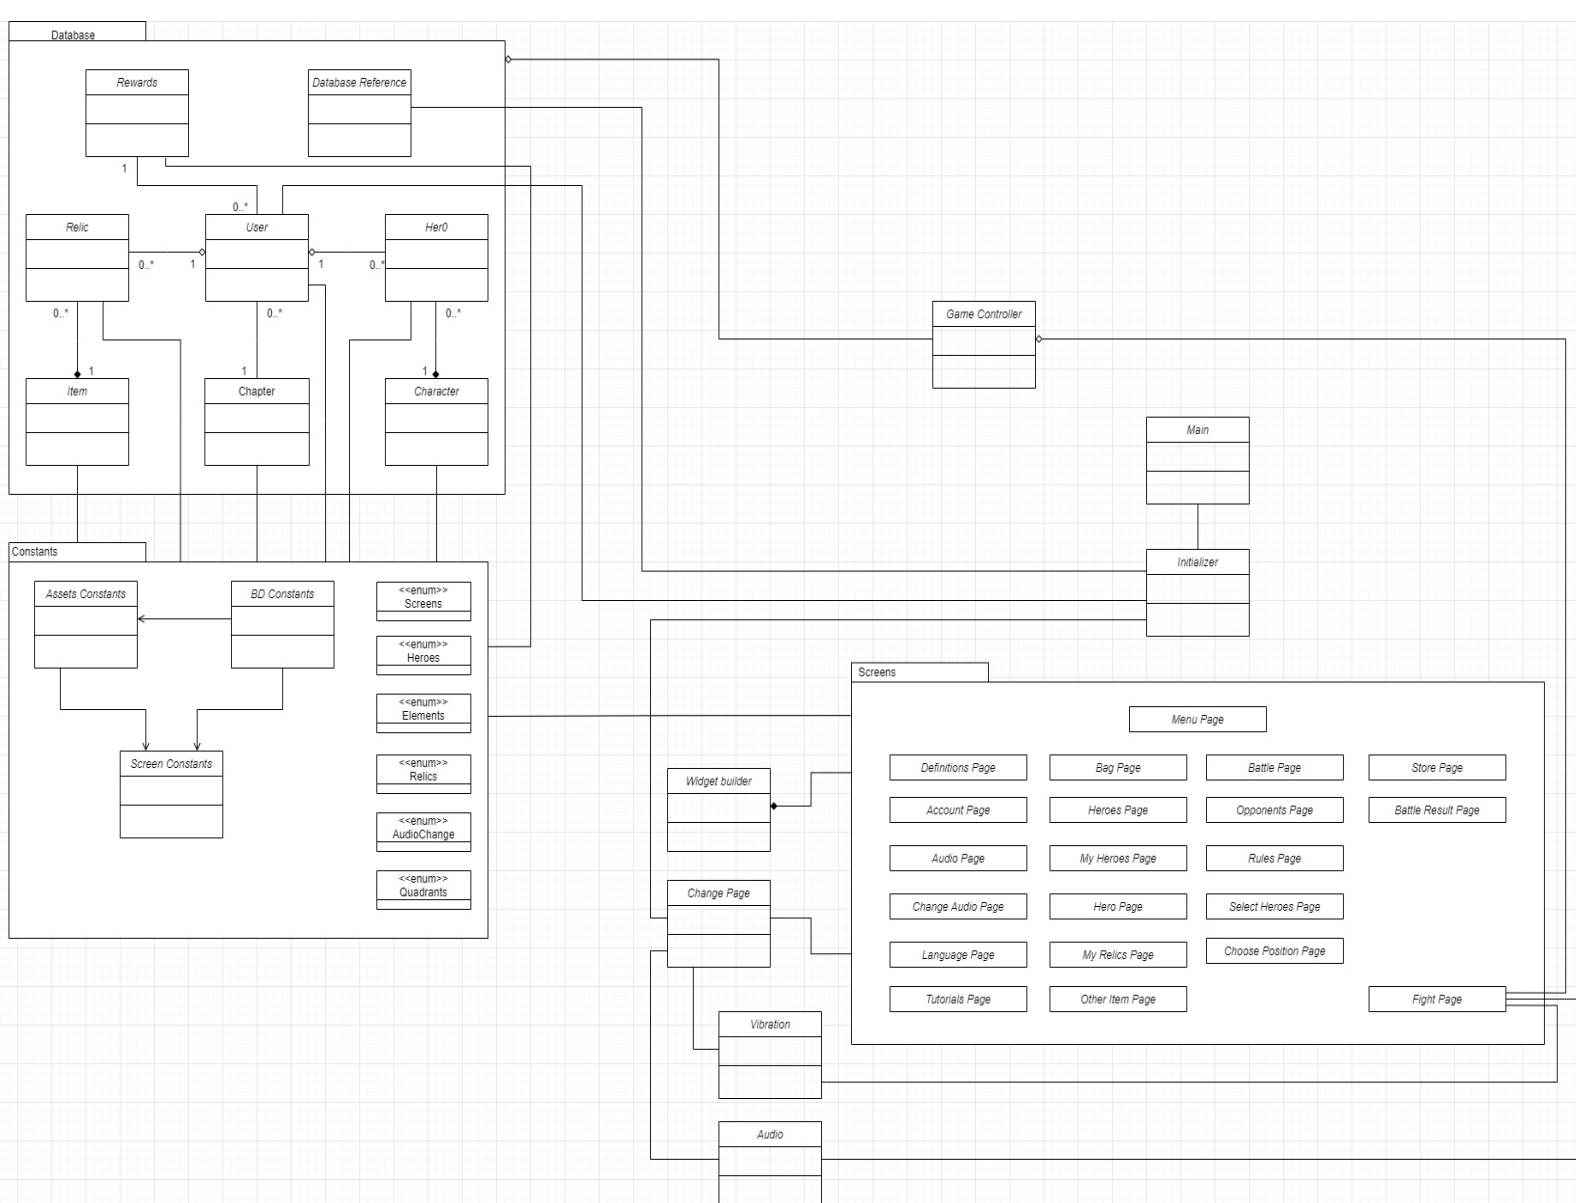 Database
Rewards
Database Reference
1
0..*
Relic
User
Her0
0..*
1
1
0..*
0..*
0..*
0..*
1
1
1
Item
Chapter
Character
Game Controller
Main
Initializer
Constants
Assets Constants
BD Constants
Screen Constants
<<enum>>
Screens
<<enum>>
Heroes
<<enum>>
Elements
<<enum>>
Relics
<<enum>>
AudioChange
<<enum>>
Quadrants
Screens
Menu Page
Definitions Page
Bag Page
Battle Page
Store Page
Account Page
Heroes Page
Opponents Page
Battle Result Page
Audio Page
My Heroes Page
Rules Page
Change Audio Page
Hero Page
Select Heroes Page
Language Page
My Relics Page
Choose Position Page
Tutorials Page
Other Item Page
Fight Page
Widget builder
Change Page
Vibration
Audio